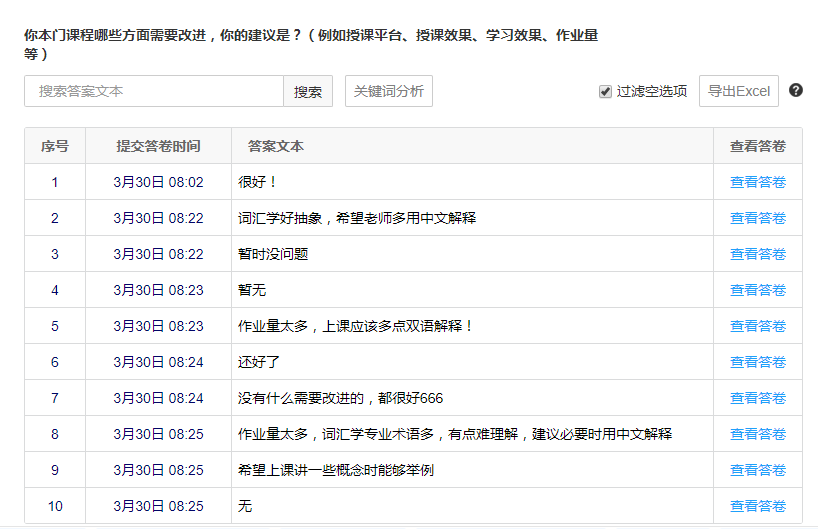 你本门课程哪些方面需要改进，你的建议是？（例如授课平台、授课效果、学习效果、作业量
等）
搜索答案文本 搜索 关键词分析 过滤空选项 导出Excel ?
序号 提交答卷时间 答案文本 查看答卷
1 3月30日 08:02 很好！ 查看答卷
2 3月30日 08:22 词汇学好抽象，希望老师多用中文解释 查看答卷
3 3月30日 08:22 暂时没问题 查看答卷
4 3月30日 08:23 暂无 查看答卷
5 3月30日 08:23 作业量太多，上课应该多点双语解释！ 查看答卷
6 3月30日 08:24 还好了 查看答卷
7 3月30日 08:24 没有什么需要改进的，都很好666 查看答卷
8 3月30日 08:25 作业量太多，词汇学专业术语多，有点难理解，建议必要时用中文解释 查看答卷
9 3月30日 08:25 希望上课讲一些概念时能够举例 查看答卷
10 3月30日 08:25 无 查看答卷